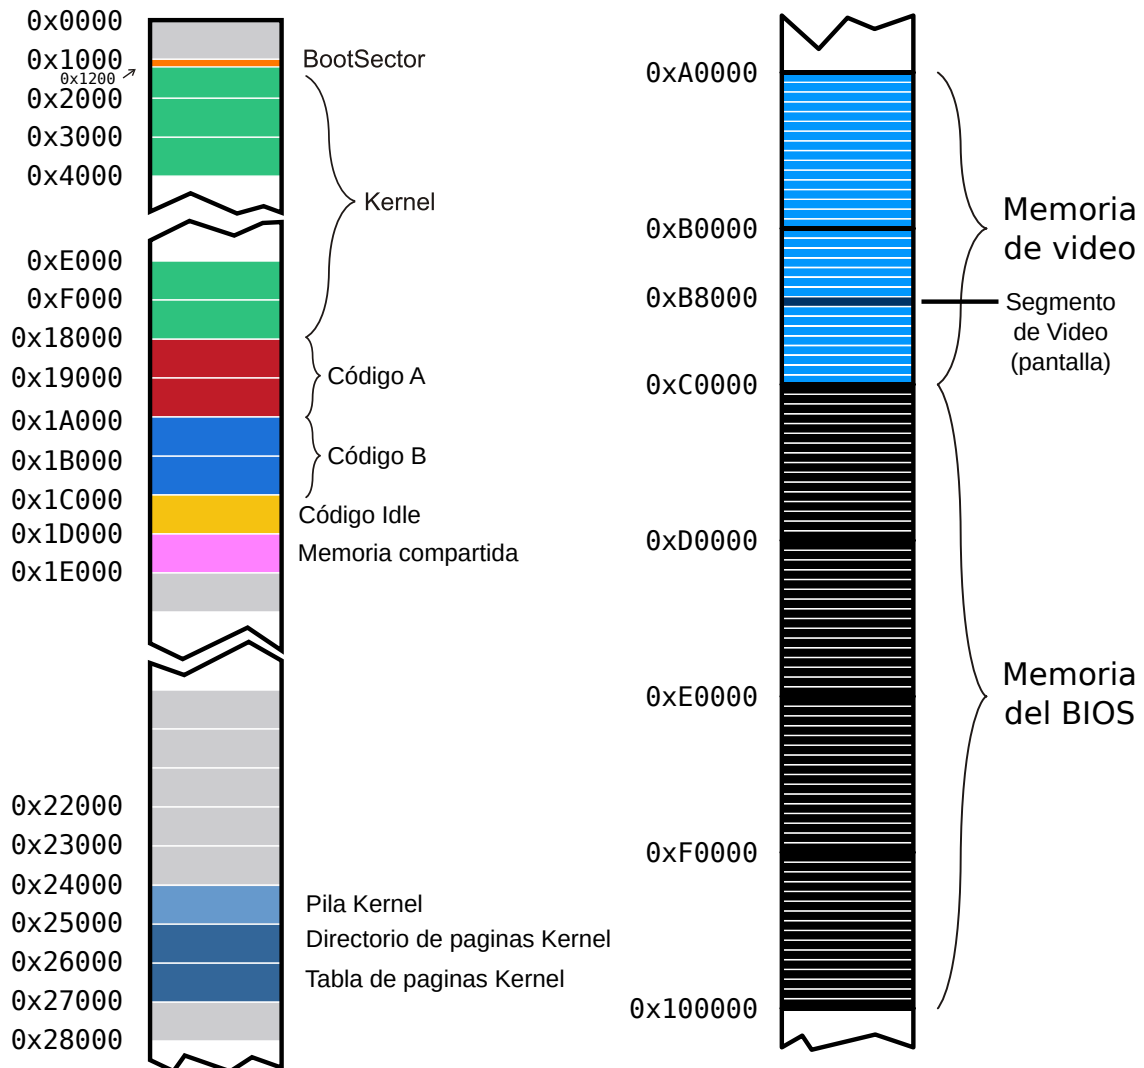 0x0000
0x1000
BootSector
0x1200
0x2000
0x3000
0x4000
Kernel
0xE000
0xF000
0x18000
0x19000
Código A
0x1A000
0x1B000
Código B
0x1C000
Código Idle
0x1D000
Memoria compartida
0x1E000
0x22000
0x23000
0x24000
Pila Kernel
0x25000
Directorio de paginas Kernel
0x26000
Tabla de paginas Kernel
0x27000
0x28000
0xA0000
Memoria
de video
0xB0000
0xB8000
Segmento
de Video
(pantalla)
0xC0000
0xD0000
0xE0000
Memoria
del BIOS
0xF0000
0x100000